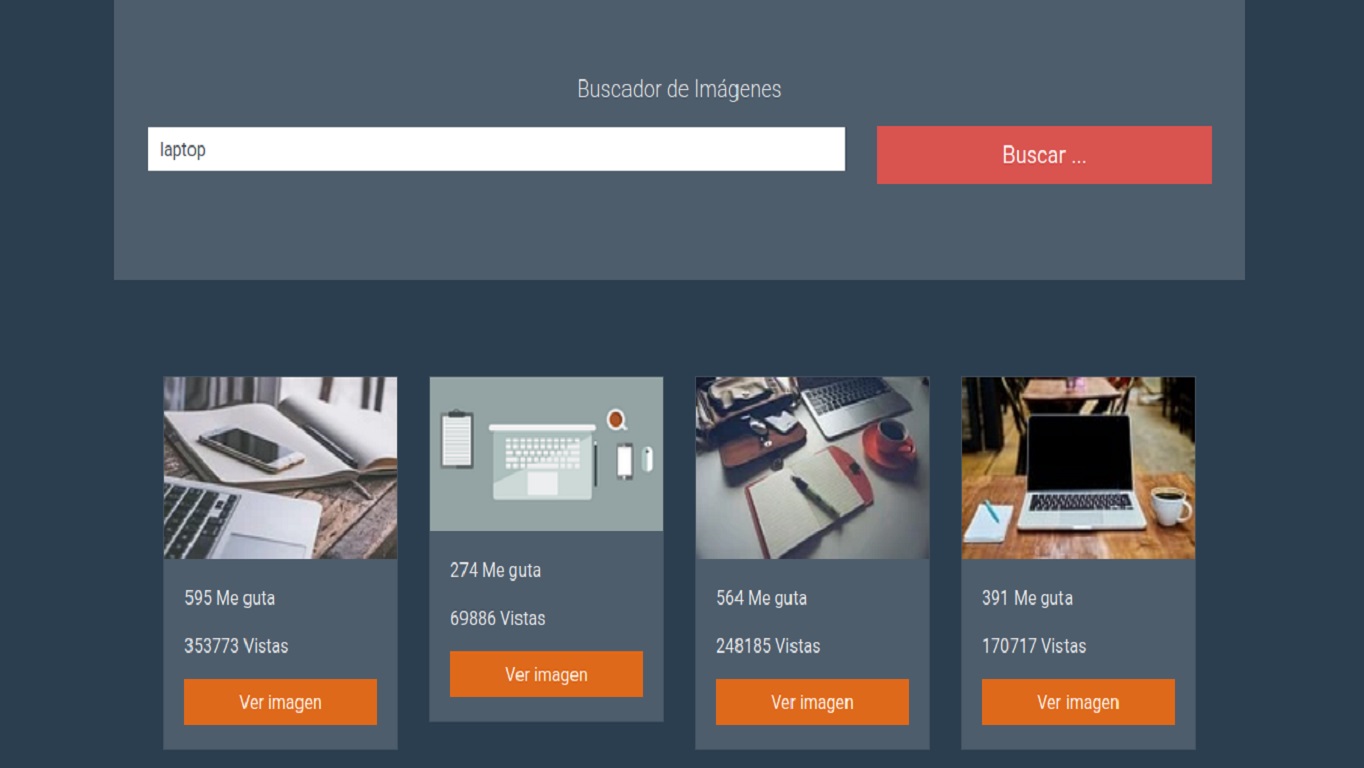 Buscador de Imágenes
laptop
Buscar ...
595 Me guta
353773 Vistas
Ver imagen
274 Me guta
69886 Vistas
Ver imagen
564 Me guta
248185 Vistas
Ver imagen
391 Me guta
170717 Vistas
Ver imagen